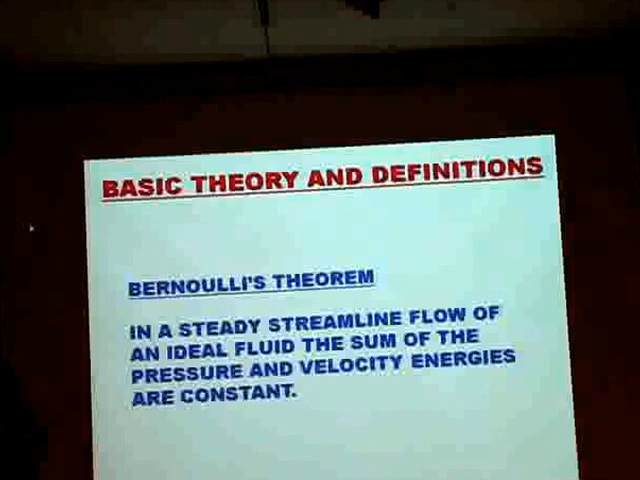 BASIC THEORY AND DEFINITIONS
BERNOULLI'S THEOREM
IN A STEADY STREAMLINE FLOW OF
AN IDEAL FLUID THE SUM OF THE
PRESSURE AND VELOCITY ENERGIES
ARE CONSTANT.